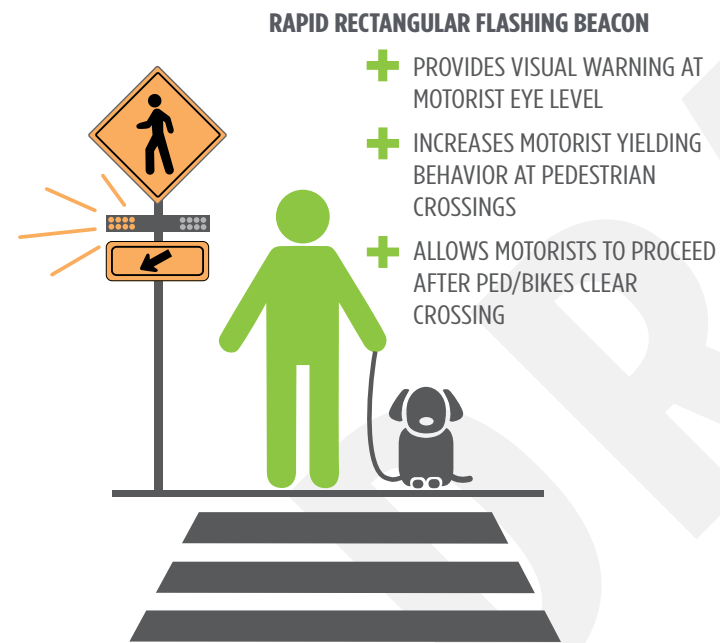 RAPID RECTANGULAR FLASHING BEACON
PROVIDES VISUAL WARNING AT
MOTORIST EYE LEVEL
INCREASES MOTORIST YIELDING
BEHAVIOR AT PEDESTRIAN
CROSSINGS
ALLOWS MOTORISTS TO PROCEED
AFTER PED/BIKES CLEAR
CROSSING